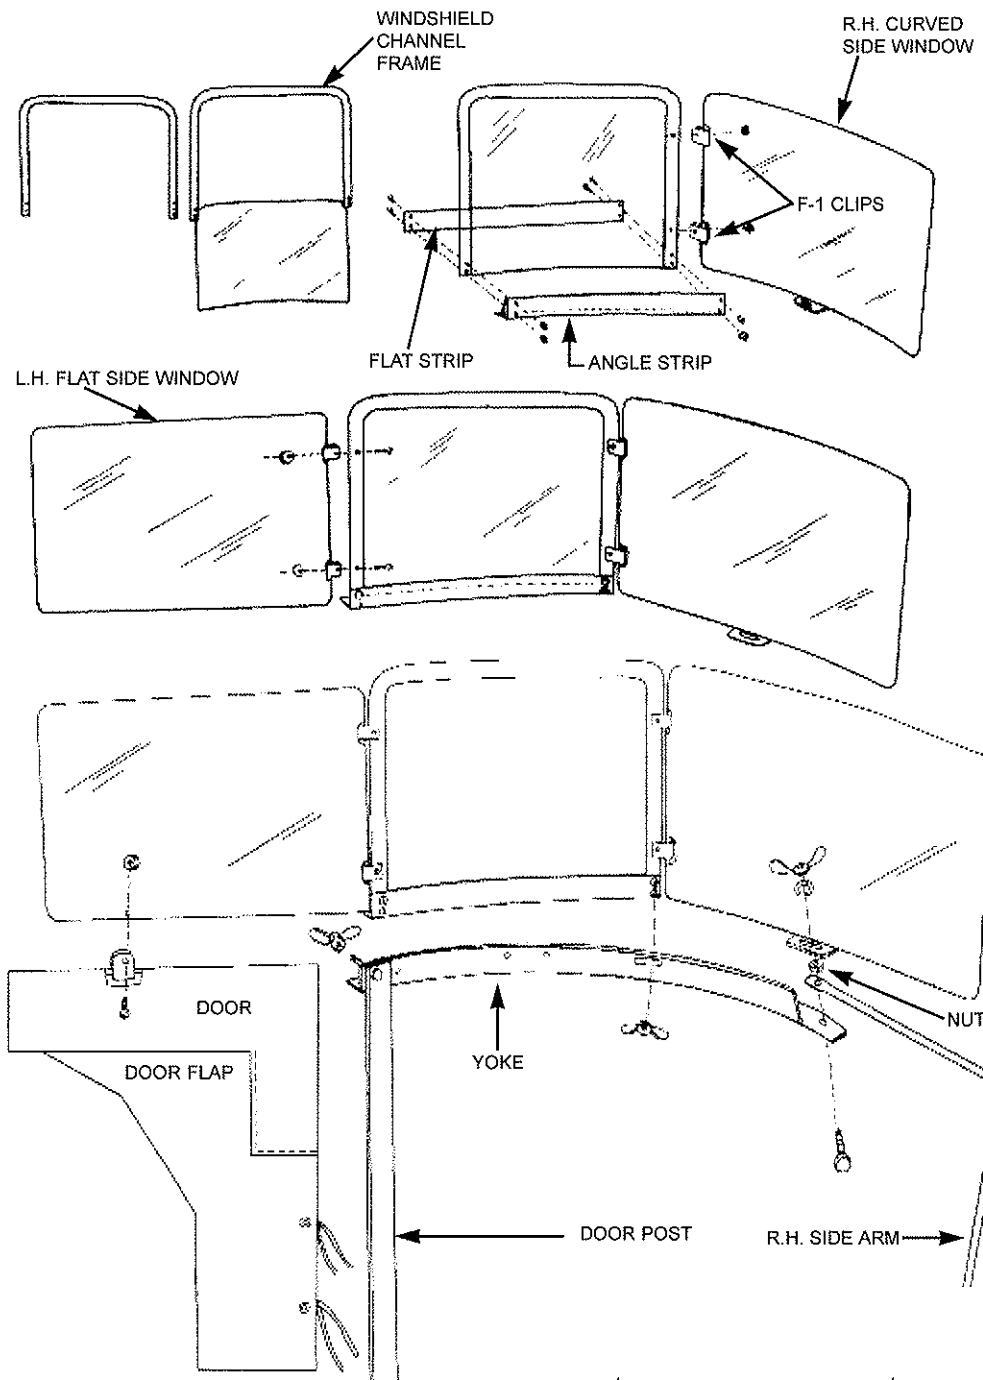 WINDSHIELD
CHANNEL
FRAME
R.H. CURVED
SIDE WINDOW
F-1 CLIPS
FLAT STRIP
ANGLE STRIP
L.H. FLAT SIDE WINDOW
DOOR
NUT
YOKE
DOOR FLAP
DOOR POST
R.H. SIDE ARM